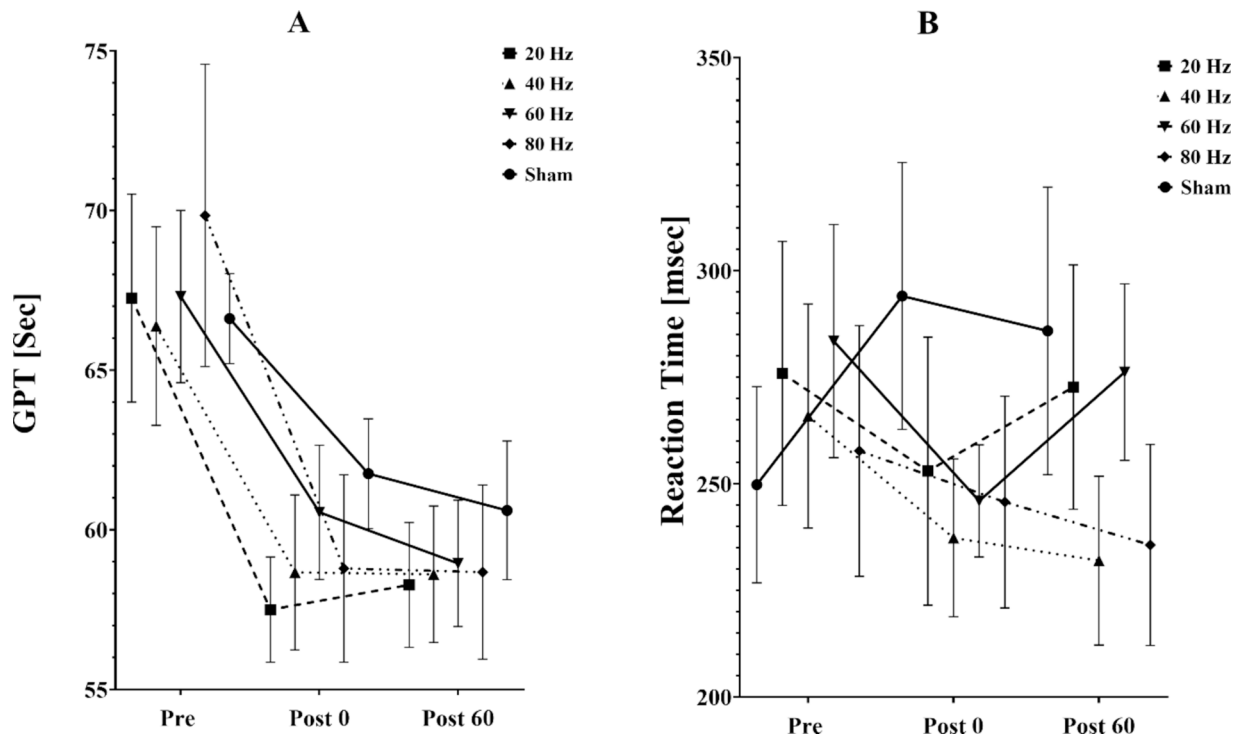 A
75
70
65
60
55
GPT [Sec]
Pre
Post 0
Post 60
20 Hz
40 Hz
60 Hz
80 Hz
Sham
B
350
300
250
200
Reaction Time [msec]
Pre
Post 0
Post 60
20 Hz
40 Hz
60 Hz
80 Hz
Sham